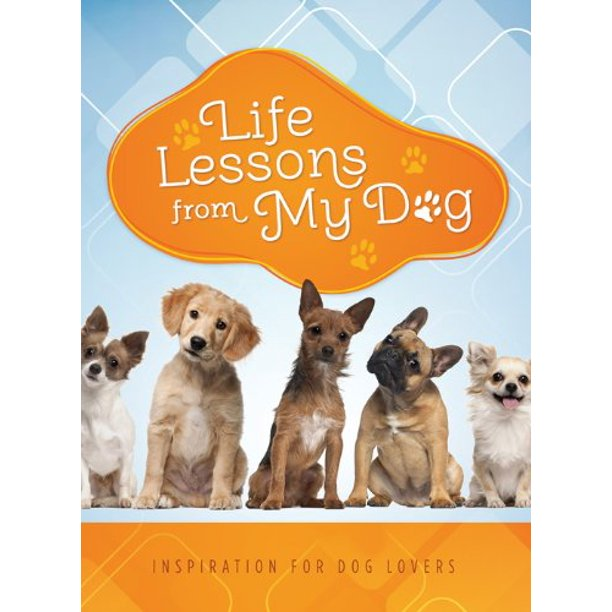 Life
Lessons
from My Dog
INSPIRATION FOR DOG LOVERS